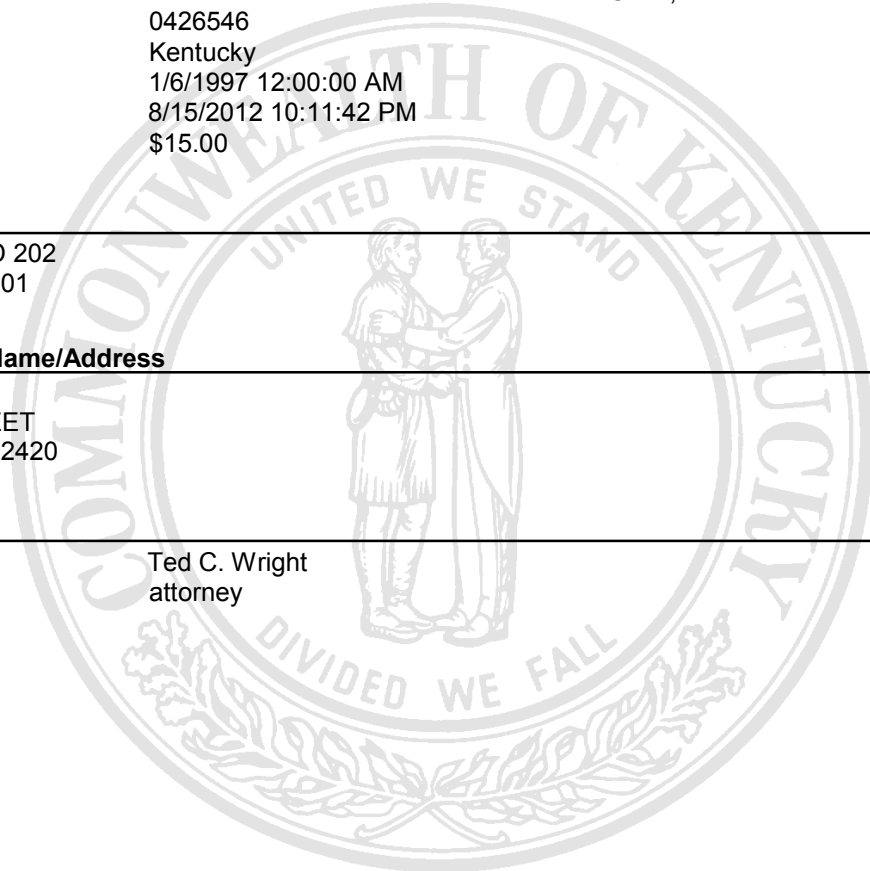 0426546
Kentucky
1/6/1997 12:00:00 AM
8/15/2012 10:11:42 PM
$15.00
202
01
Name/Address
EET
2420
Ted C. Wright
attorney
COMMONWEALTH OF KENTUCKY
UNITED WE STAND
DIVIDED WE FALL